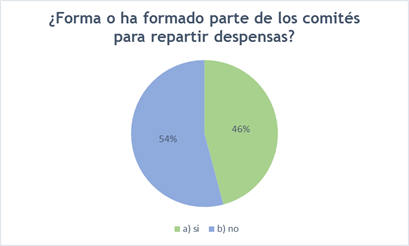 ¿Forma o ha formado parte de los comités
para repartir despensas?
46%
54%
a) si b) no